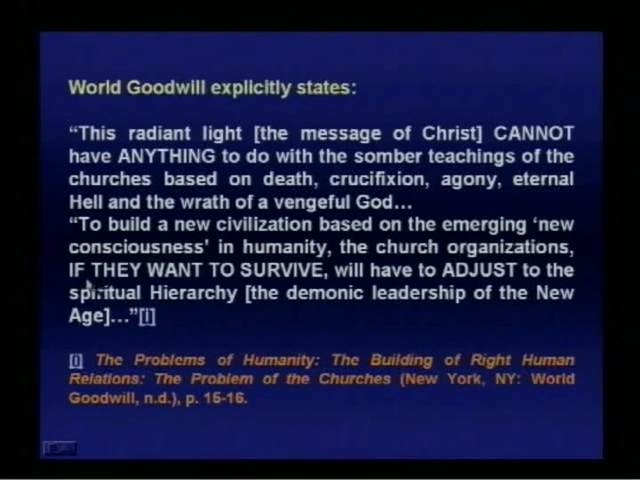 World Goodwill explicitly states:
“This radiant light [the message of Christ] CANNOT
have ANYTHING to do with the somber teachings of the
churches based on death, crucifixion, agony, eternal
Hell and the wrath of a vengeful God…
“To build a new civilization based on the emerging ‘new
consciousness’ in humanity, the church organizations,
IF THEY WANT TO SURVIVE, will have to ADJUST to the
spiritual Hierarchy [the demonic leadership of the New
Age]…”[i]
[i] The Problems of Humanity: The Building of Right Human
Relations: The Problem of the Churches (New York, NY: World
Goodwill, n.d.), p. 15-16.